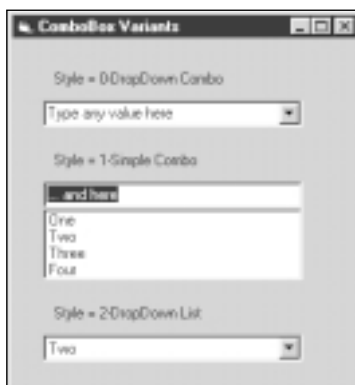 ComboBox Variants
Style = 0-DropDown Combo
Type any value here
Style = 1-Simple Combo
... and here
One
Two
Three
Four
Style = 2-DropDown List
Two